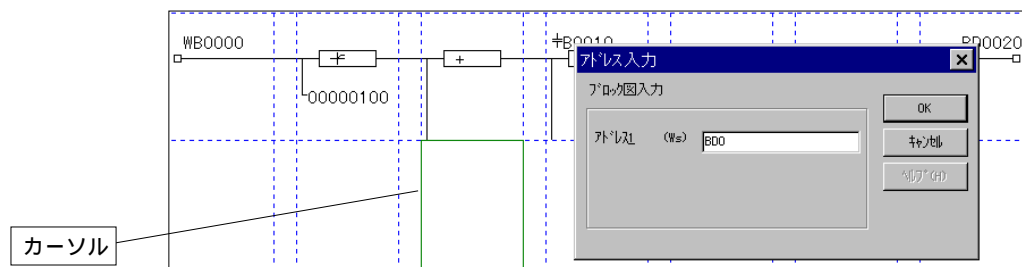 WB0000
+=
00000100
+
BD0020
アドレス入力
ブロック図入力
アドレス1 (Ws) BD0
OK
キャンセル
ヘルプ(H)
カーソル